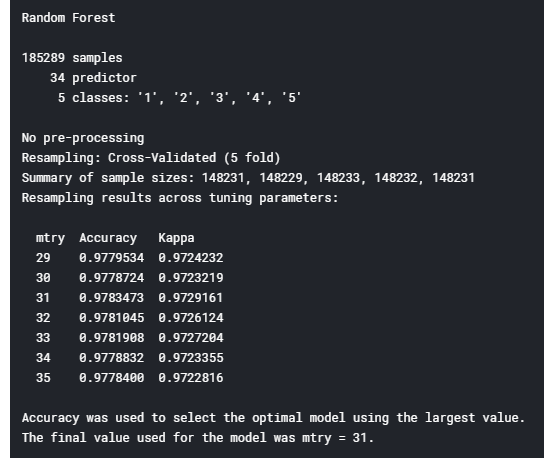 Random Forest
185289 samples
34 predictor
5 classes: '1', '2', '3', '4', '5'
No pre-processing
Resampling: Cross-Validated (5 fold)
Summary of sample sizes: 148231, 148229, 148233, 148232, 148231
Resampling results across tuning parameters:
mtry Accuracy Kappa
29 0.9779534 0.9724232
30 0.9778724 0.9723219
31 0.9783473 0.9729161
32 0.9781045 0.9726124
33 0.9781908 0.9727204
34 0.9778832 0.9723355
35 0.9778400 0.9722816
Accuracy was used to select the optimal model using the largest value.
The final value used for the model was mtry = 31.